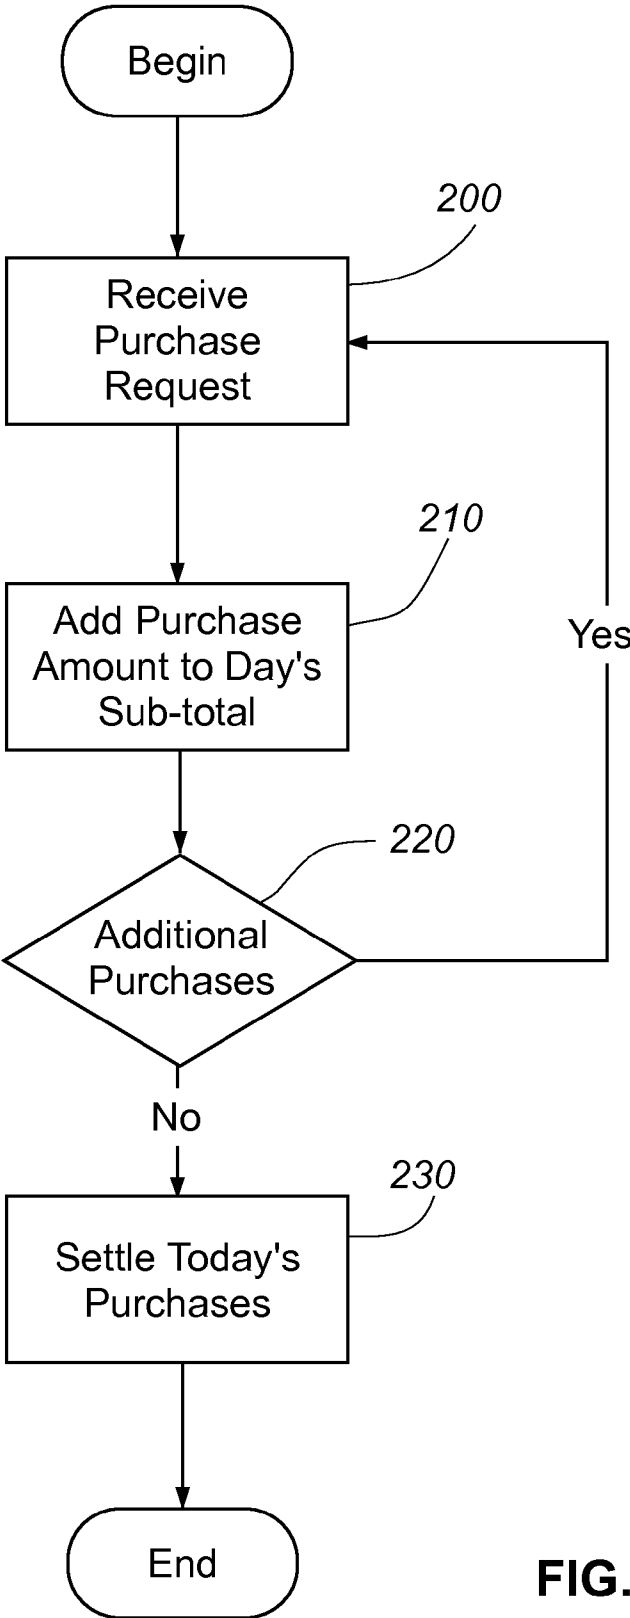 Begin
200
Receive
Purchase
Request
210
Add Purchase
Amount to Day's
Sub-total
Yes
220
Additional
Purchases
No
230
Settle Today's
Purchases
End
FIG.